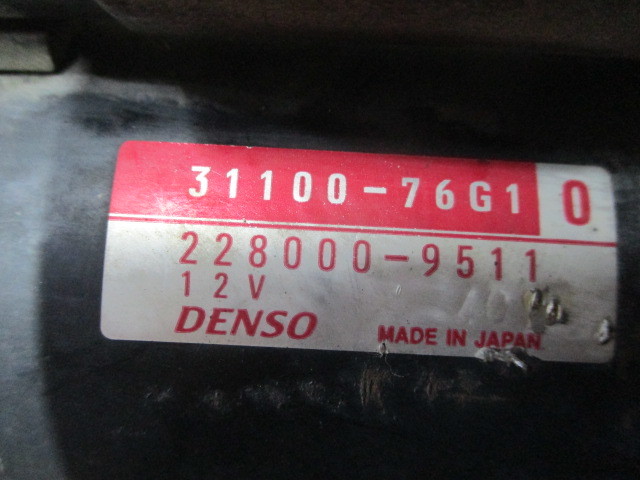 31100-76G1 0
228000-9511
12V
DENSO MADE IN JAPAN